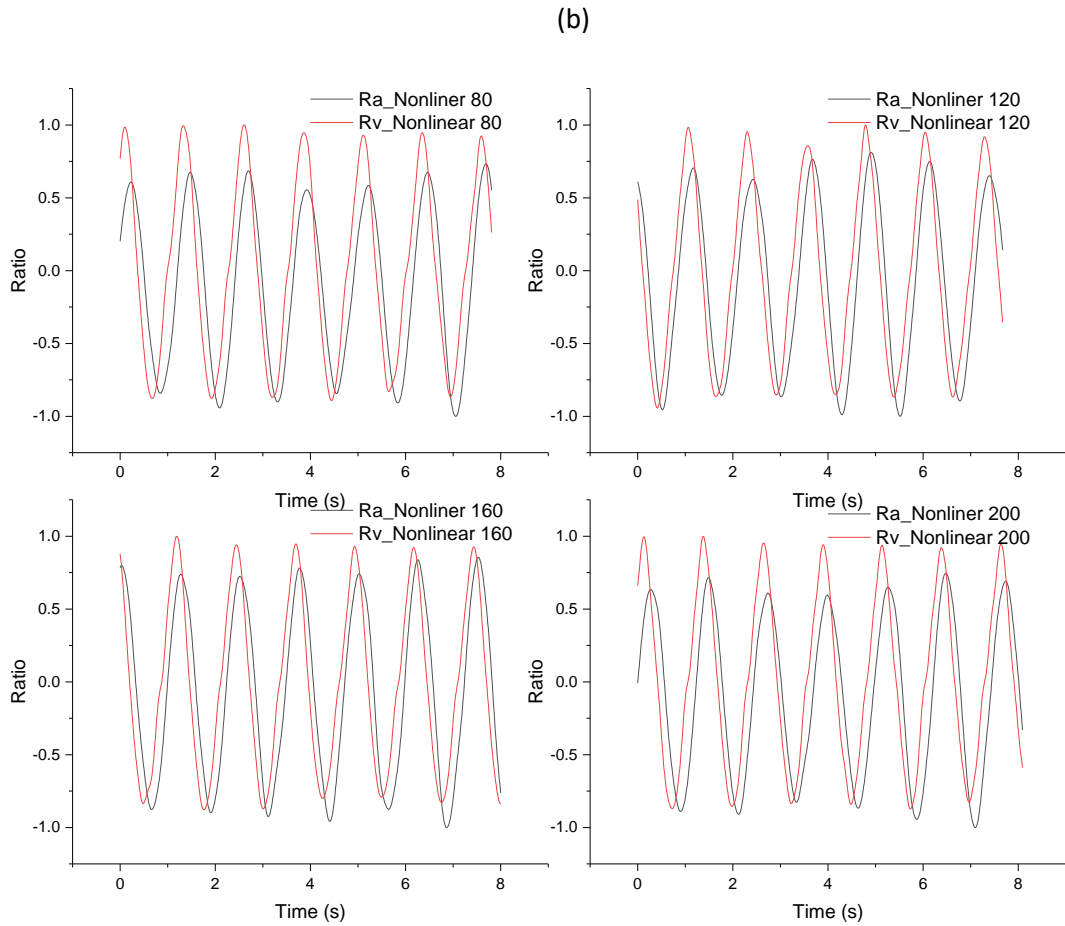 (b)
Ra_Nonliner 80
Rv_Nonlinear 80
1.0
0.5
0.0
-0.5
-1.0
Ratio
0 2 4 6 8
Time (s)
Ra_Nonliner 120
Rv_Nonlinear 120
1.0
0.5
0.0
-0.5
-1.0
Ratio
0 2 4 6 8
Time (s)
Ra_Nonliner 160
Rv_Nonlinear 160
1.0
0.5
0.0
-0.5
-1.0
Ratio
0 2 4 6 8
Time (s)
Ra_Nonliner 200
Rv_Nonlinear 200
1.0
0.5
0.0
-0.5
-1.0
Ratio
0 2 4 6 8
Time (s)